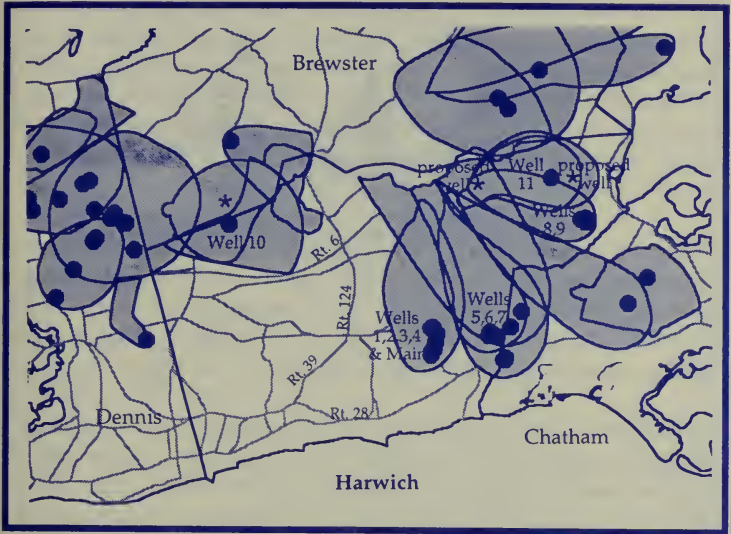 Brewster
proposed
well
*
Well
11
proposed
* well
Wells
8,9
*
Well 10
Rt. 6
Rt. 124
Wells
1,2,3,4
& Main
Wells
5,6,7
Rt. 39
Rt. 28
Dennis
Chatham
Harwich